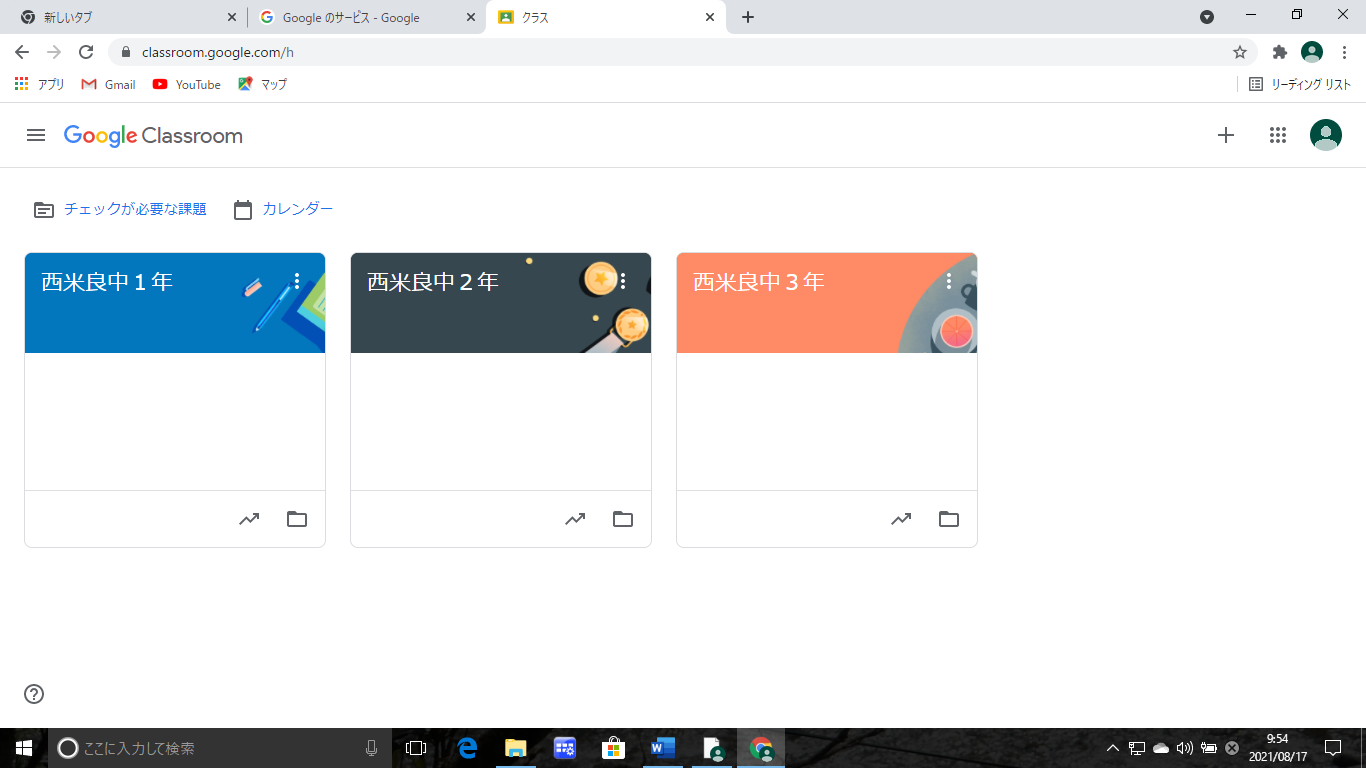 新しいタブ
Google のサービス - Google
クラス
classroom.google.com/h
アプリ
Gmail
YouTube
マップ
リーディング リスト
Google Classroom
チェックが必要な課題
カレンダー
西米良中１年
西米良中２年
西米良中３年
ここに入力して検索
9:54
2021/08/17